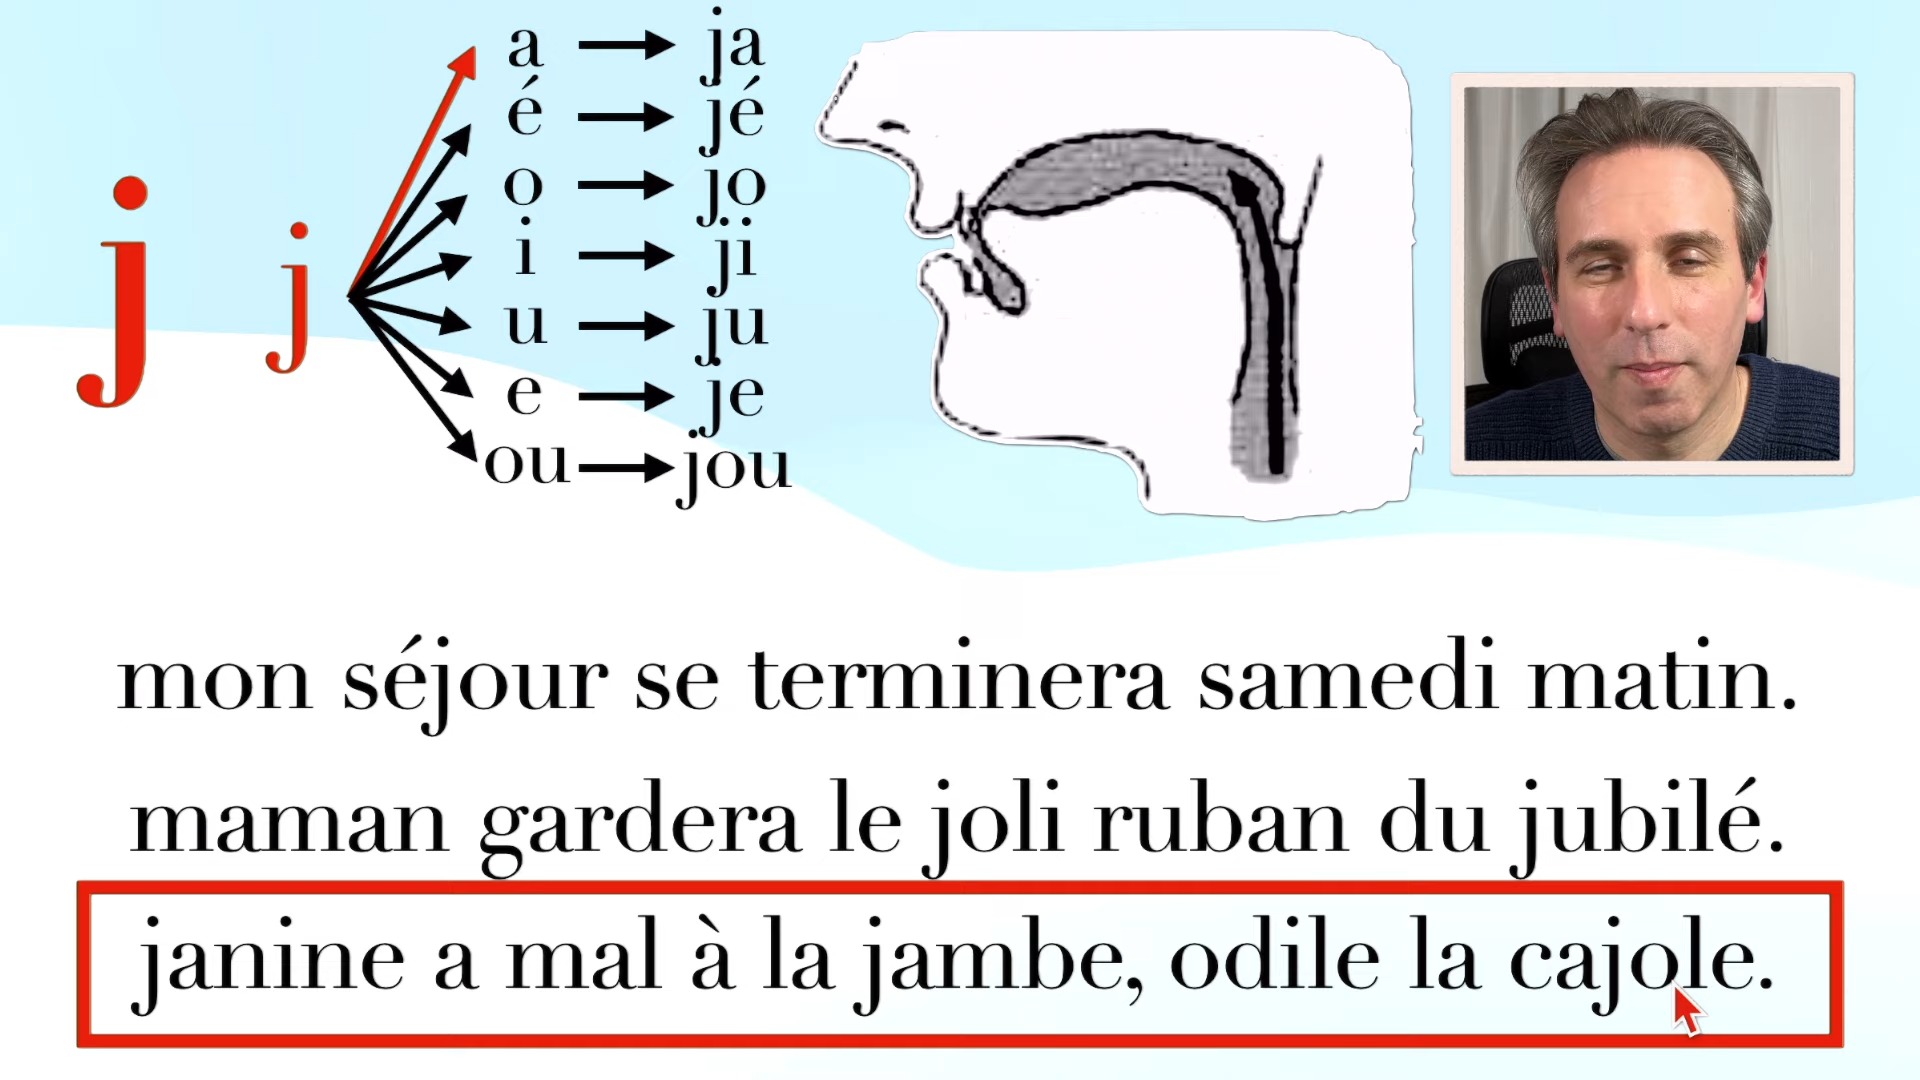 j j
a ja
é jé
o jo
i ji
u ju
e je
ou jou
mon séjour se terminera samedi matin.
maman gardera le joli ruban du jubilé.
janine a mal à la jambe, odile la cajole.